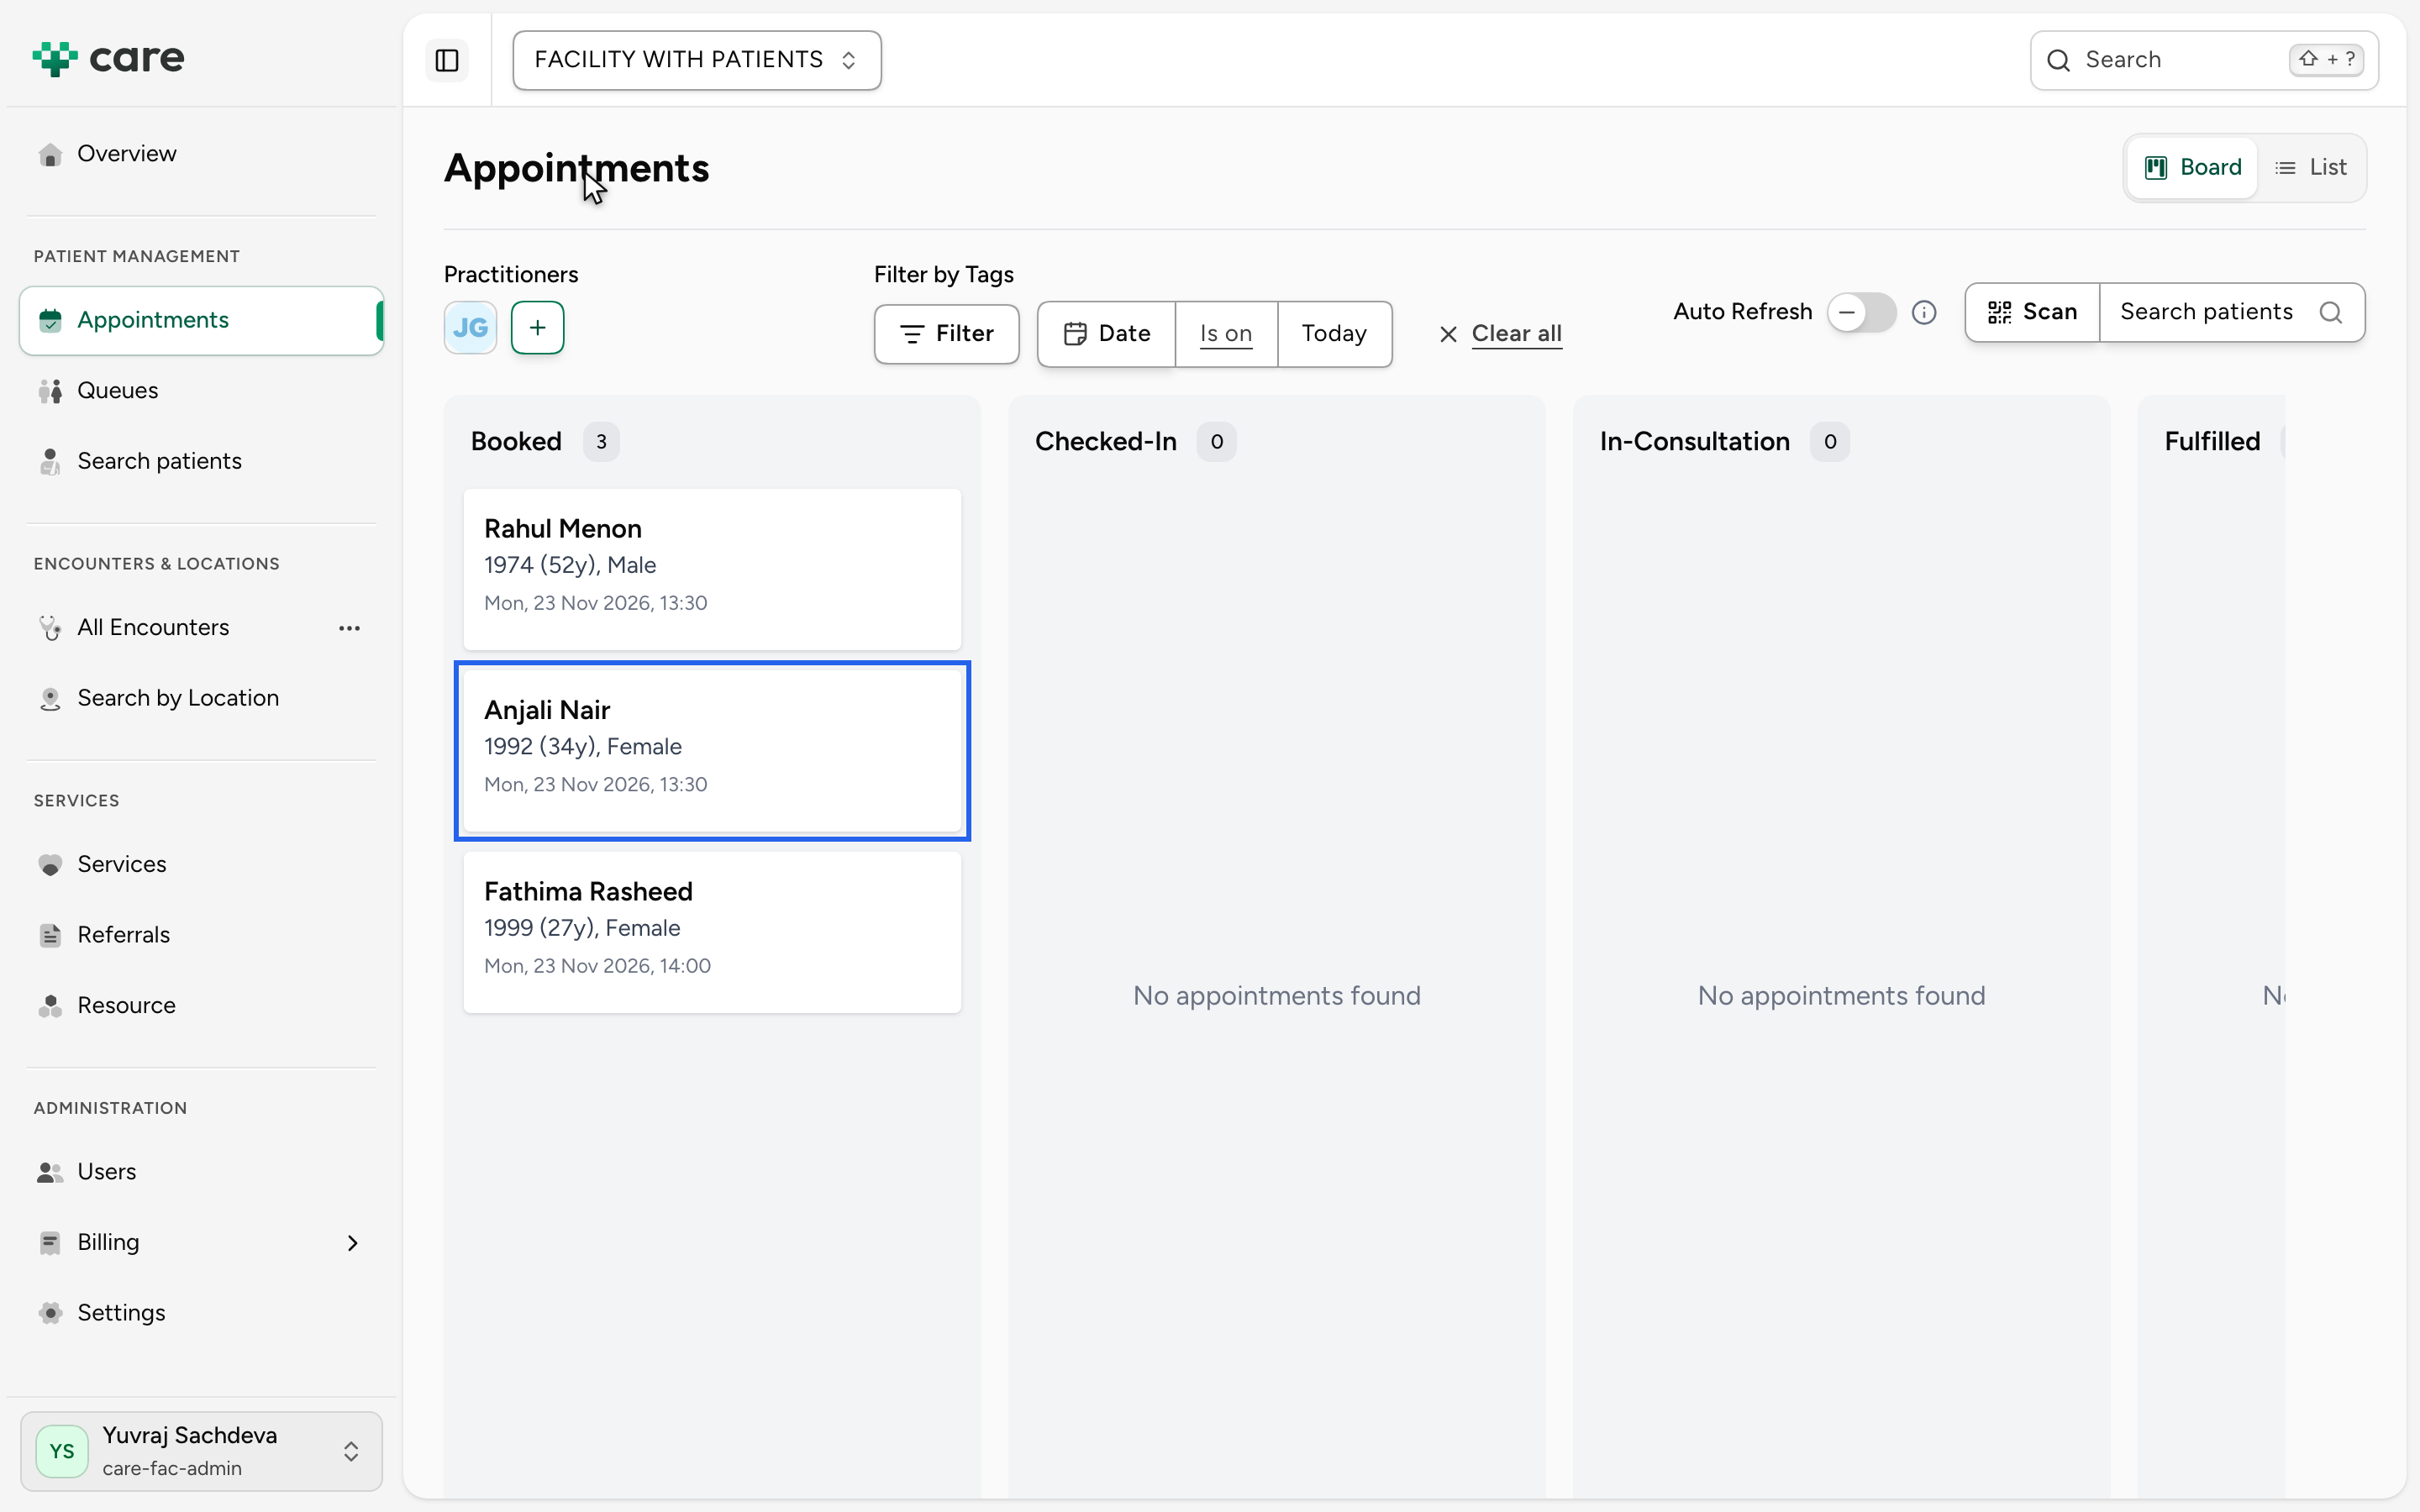 care
FACILITY WITH PATIENTS
Search
+ ?
Overview
PATIENT MANAGEMENT
Appointments
Queues
Search patients
ENCOUNTERS & LOCATIONS
All Encounters
Search by Location
SERVICES
Services
Referrals
Resource
ADMINISTRATION
Users
Billing
Settings
YS
Yuvraj Sachdeva
care-fac-admin
Appointments
Board
List
Practitioners
JG
+
Filter by Tags
Filter
Date
Is on
Today
Clear all
Auto Refresh
Scan
Search patients
Booked 3
Rahul Menon
1974 (52y), Male
Mon, 23 Nov 2026, 13:30
Anjali Nair
1992 (34y), Female
Mon, 23 Nov 2026, 13:30
Fathima Rasheed
1999 (27y), Female
Mon, 23 Nov 2026, 14:00
Checked-In 0
No appointments found
In-Consultation 0
No appointments found
Fulfilled